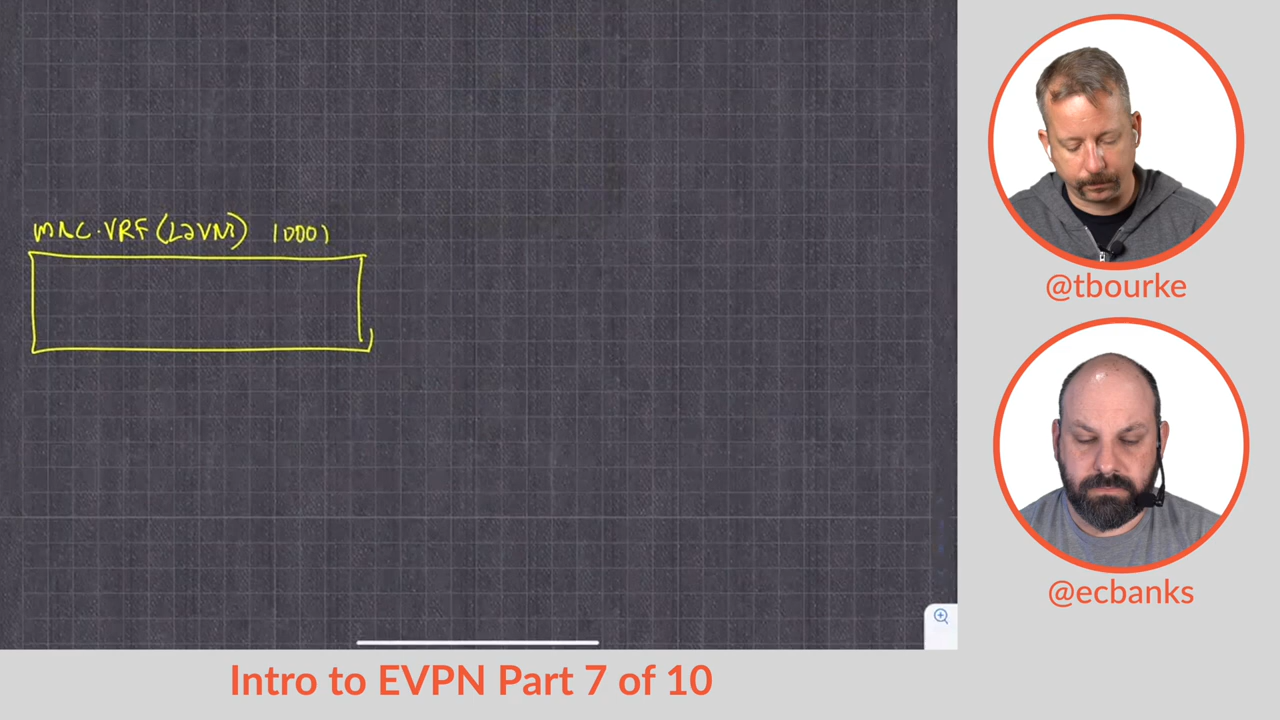 MAC.VRF (L2VNI) 10001
@tbourke
@ecbanks
Intro to EVPN Part 7 of 10